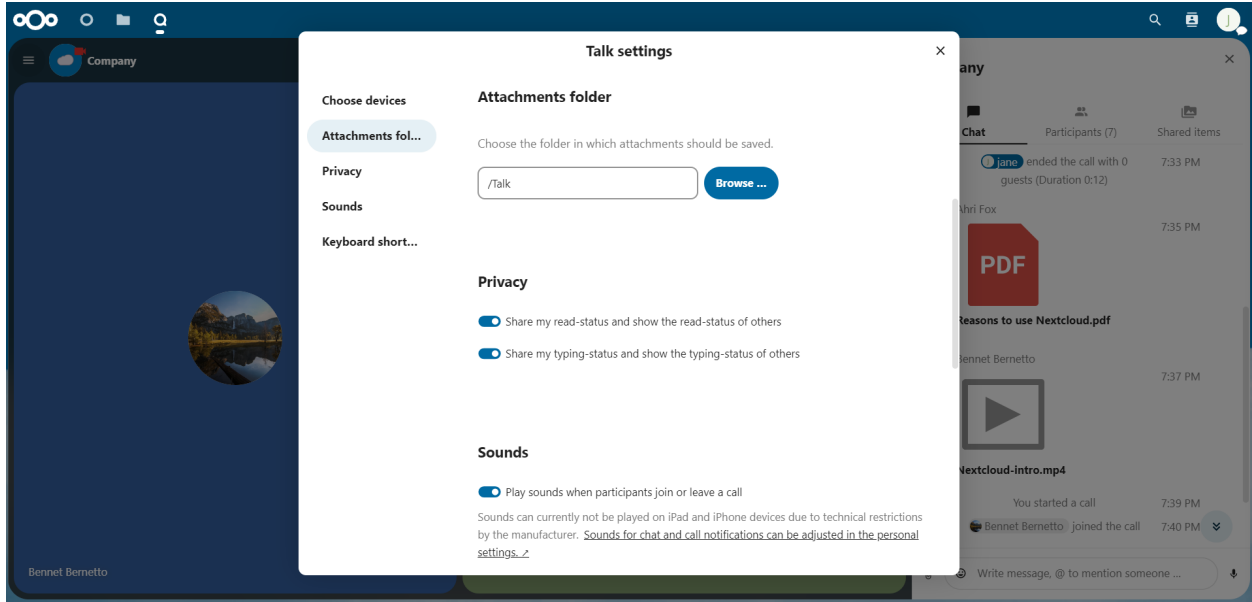 J
Company
Talk settings
Choose devices
Attachments fol...
Privacy
Sounds
Keyboard short...
Attachments folder
Choose the folder in which attachments should be saved.
/Talk
Browse ...
Privacy
Share my read-status and show the read-status of others
Share my typing-status and show the typing-status of others
Sounds
Play sounds when participants join or leave a call
Sounds can currently not be played on iPad and iPhone devices due to technical restrictions
by the manufacturer. Sounds for chat and call notifications can be adjusted in the personal
settings. ↗
any
Chat
Participants (7)
Shared items
jane ended the call with 0 7:33 PM
guests (Duration 0:12)
Ahri Fox
7:35 PM
PDF
Reasons to use Nextcloud.pdf
Bennet Bernetto
7:37 PM
Nextcloud-intro.mp4
You started a call 7:39 PM
Bennet Bernetto joined the call 7:40 PM
Write message, @ to mention someone ...
Bennet Bernetto